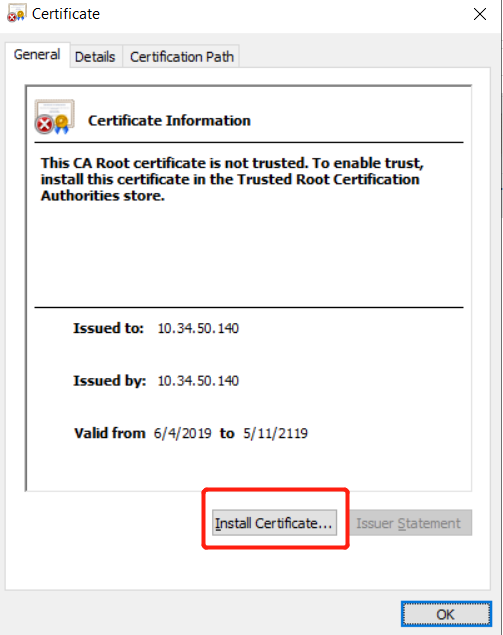 Certificate
General
Details
Certification Path
Certificate Information
This CA Root certificate is not trusted. To enable trust,
install this certificate in the Trusted Root Certification
Authorities store.
Issued to: 10.34.50.140
Issued by: 10.34.50.140
Valid from 6/4/2019 to 5/11/2119
Install Certificate...
Issuer Statement
OK